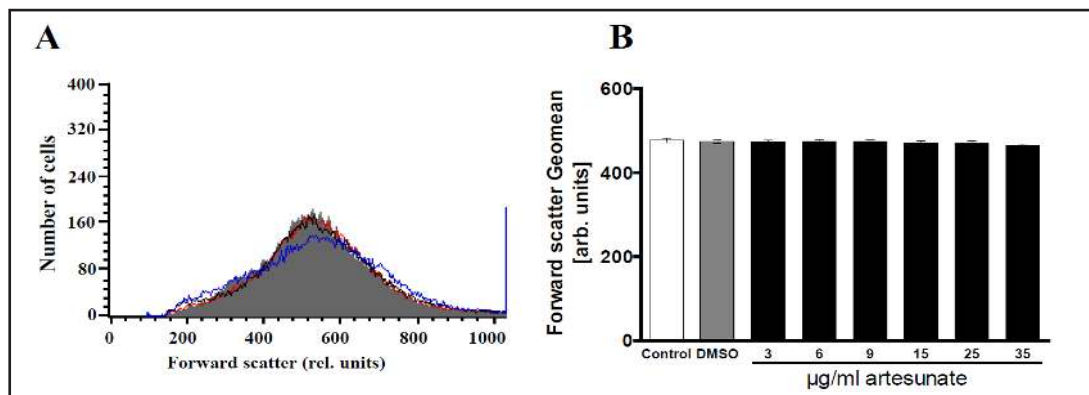 A
Number of cells
400
320
240
160
80
0
0 200 400 600 800 1000
Forward scatter (rel. units)
B
Forward scatter Geomean
[arb. units]
600
400
200
0
Control DMSO 3 6 9 15 25 35
µg/ml artesunate